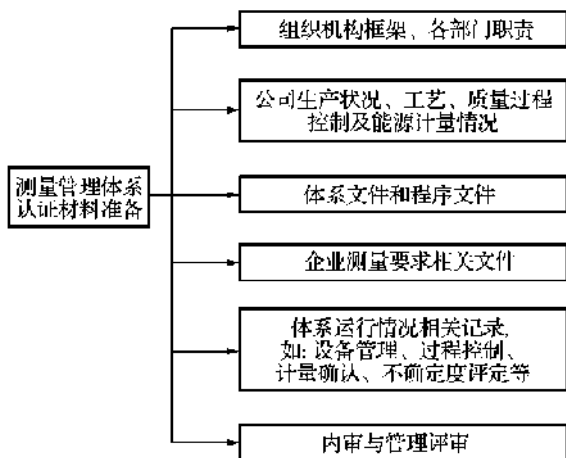 组织机构框架、各部门职责
公司生产状况、工艺、质量过程
控制及能源计量情况
测量管理体系
认证材料准备
体系文件和程序文件
企业测量要求相关文件
体系运行情况相关记录,
如: 设备管理、过程控制、
计量确认、不确定度评定等
内审与管理评审